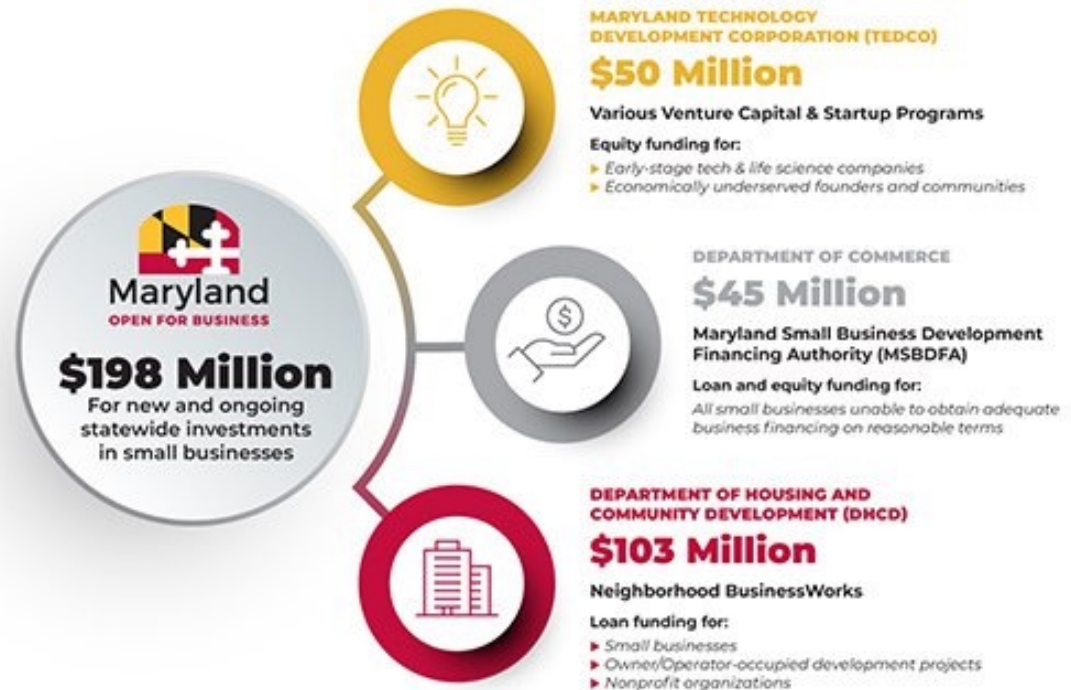 Maryland
OPEN FOR BUSINESS
$198 Million
For new and ongoing
statewide investments
in small businesses
MARYLAND TECHNOLOGY
DEVELOPMENT CORPORATION (TEDCO)
$50 Million
Various Venture Capital & Startup Programs
Equity funding for:
Early-stage tech & life science companies
Economically underserved founders and communities
DEPARTMENT OF COMMERCE
$45 Million
Maryland Small Business Development
Financing Authority (MSBDFA)
Loan and equity funding for:
All small businesses unable to obtain adequate
business financing on reasonable terms
DEPARTMENT OF HOUSING AND
COMMUNITY DEVELOPMENT (DHCD)
$103 Million
Neighborhood BusinessWorks
Loan funding for:
Small businesses
Owner/Operator-occupied development projects
Nonprofit organizations
$